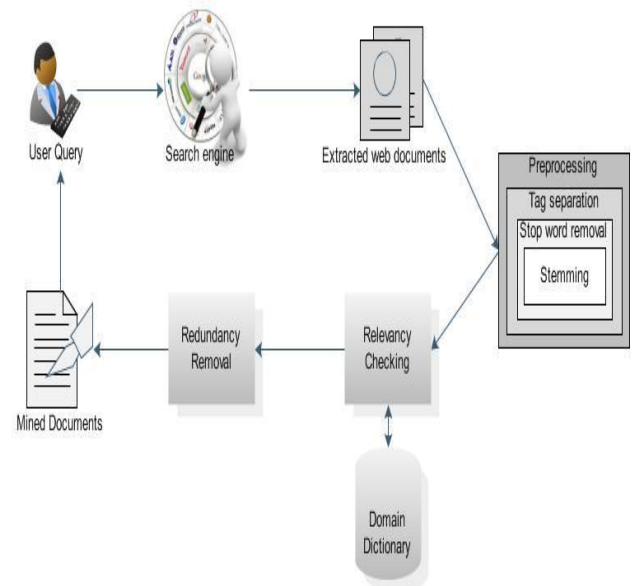 User Query
Search engine
Extracted web documents
Preprocessing
Tag separation
Stop word removal
Stemming
Relevancy
Checking
Redundancy
Removal
Mined Documents
Domain
Dictionary